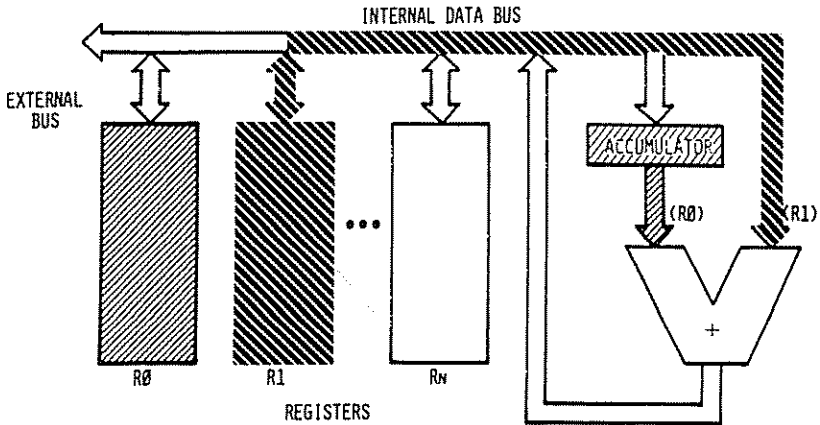 INTERNAL DATA BUS
EXTERNAL
BUS
ACCUMULATOR
(RØ)
(R1)
+
RØ
R1
RN
REGISTERS